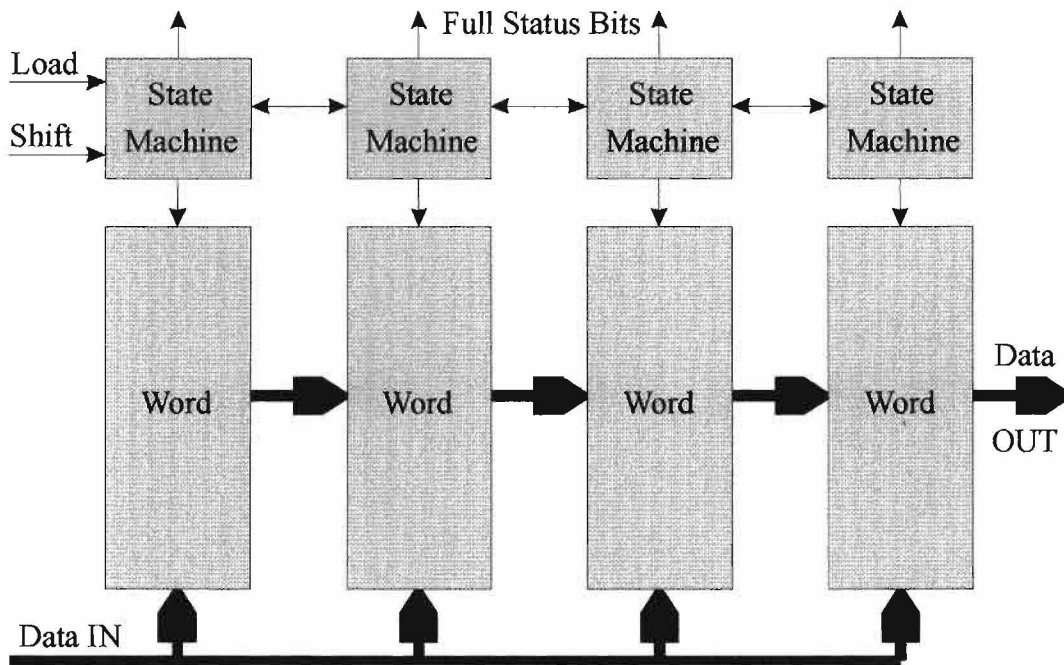 Full Status Bits
Load
Shift
State
Machine
State
Machine
State
Machine
State
Machine
Word
Word
Word
Word
Data
OUT
Data IN